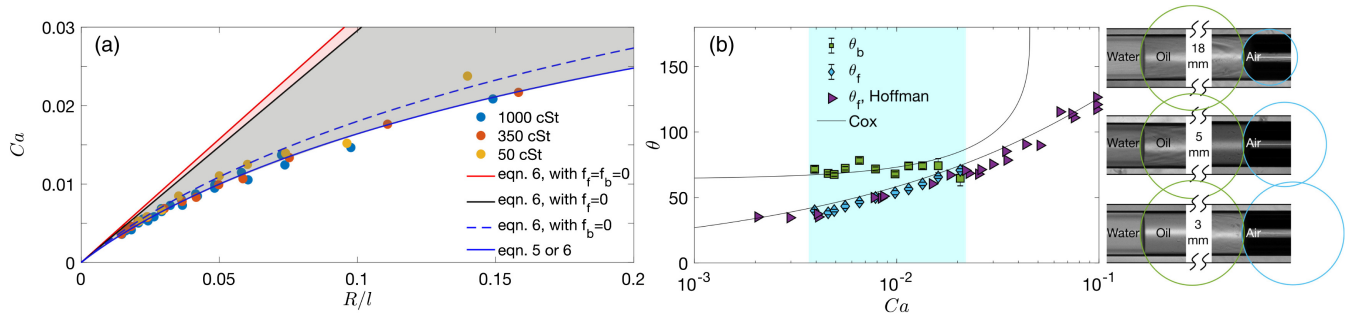 (a)
Ca
0.03
0.02
0.01
0
0
0.05
0.1
0.15
0.2
R/l
1000 cSt
350 cSt
50 cSt
eqn. 6, with f_f=f_b=0
eqn. 6, with f_f=0
eqn. 6, with f_b=0
eqn. 5 or 6
(b)
θ
150
100
50
0
10^-3
10^-2
10^-1
Ca
θ_b
θ_f
θ_f, Hoffman
Cox
Water Oil 18 mm Air
Water Oil 5 mm Air
Water Oil 3 mm Air